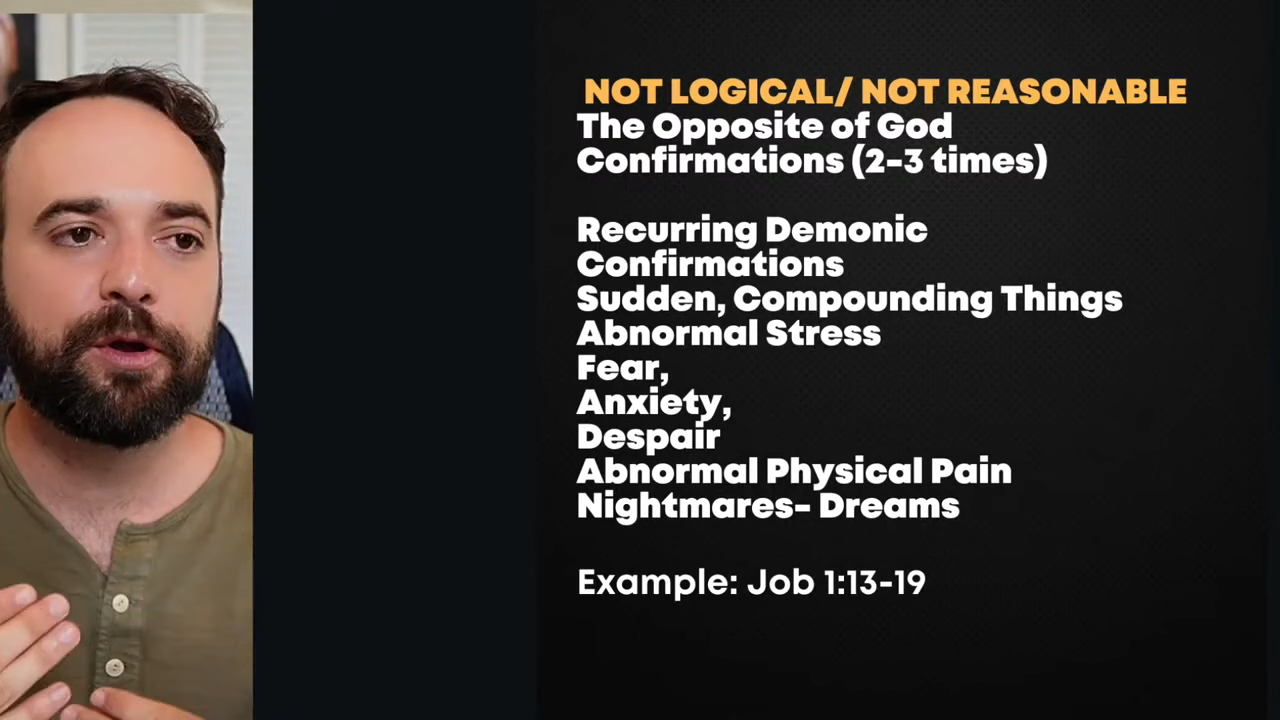 NOT LOGICAL/ NOT REASONABLE
The Opposite of God
Confirmations (2-3 times)
Recurring Demonic
Confirmations
Sudden, Compounding Things
Abnormal Stress
Fear,
Anxiety,
Despair
Abnormal Physical Pain
Nightmares- Dreams
Example: Job 1:13-19